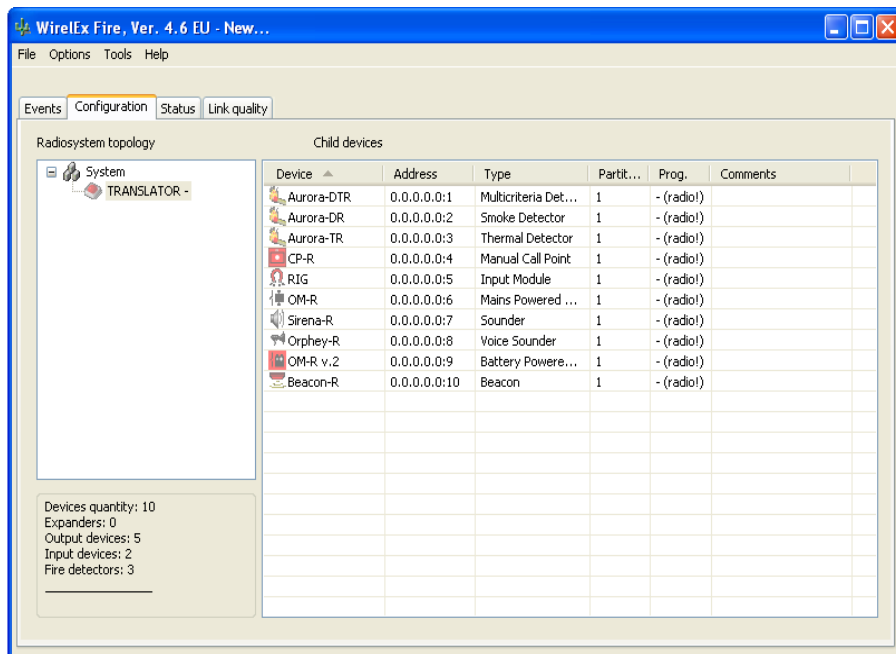 WirelEx Fire, Ver. 4.6 EU - New...
File Options Tools Help
Events Configuration Status Link quality
Radiosystem topology Child devices
System
TRANSLATOR -
Device Address Type Partit... Prog. Comments
Aurora-DTR 0.0.0.0.0:1 Multicriteria Det... 1 - (radio!)
Aurora-DR 0.0.0.0.0:2 Smoke Detector 1 - (radio!)
Aurora-TR 0.0.0.0.0:3 Thermal Detector 1 - (radio!)
CP-R 0.0.0.0.0:4 Manual Call Point 1 - (radio!)
RIG 0.0.0.0.0:5 Input Module 1 - (radio!)
OM-R 0.0.0.0.0:6 Mains Powered ... 1 - (radio!)
Sirena-R 0.0.0.0.0:7 Sounder 1 - (radio!)
Orphey-R 0.0.0.0.0:8 Voice Sounder 1 - (radio!)
OM-R v.2 0.0.0.0.0:9 Battery Powere... 1 - (radio!)
Beacon-R 0.0.0.0.0:10 Beacon 1 - (radio!)
Devices quantity: 10
Expanders: 0
Output devices: 5
Input devices: 2
Fire detectors: 3